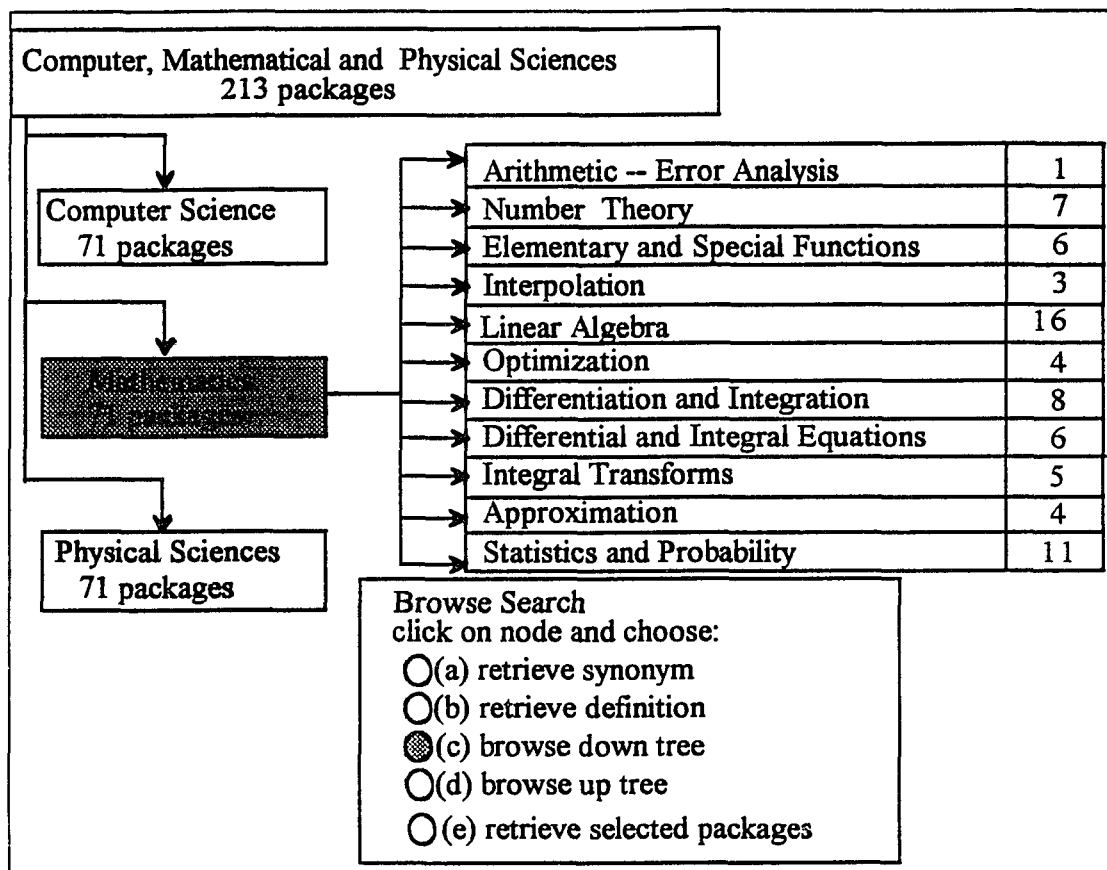 Computer, Mathematical and Physical Sciences
213 packages
Computer Science
71 packages
Mathematics
71 packages
Physical Sciences
71 packages
Arithmetic -- Error Analysis 1
Number Theory 7
Elementary and Special Functions 6
Interpolation 3
Linear Algebra 16
Optimization 4
Differentiation and Integration 8
Differential and Integral Equations 6
Integral Transforms 5
Approximation 4
Statistics and Probability 11
Browse Search
click on node and choose:
(a) retrieve synonym
(b) retrieve definition
(c) browse down tree
(d) browse up tree
(e) retrieve selected packages